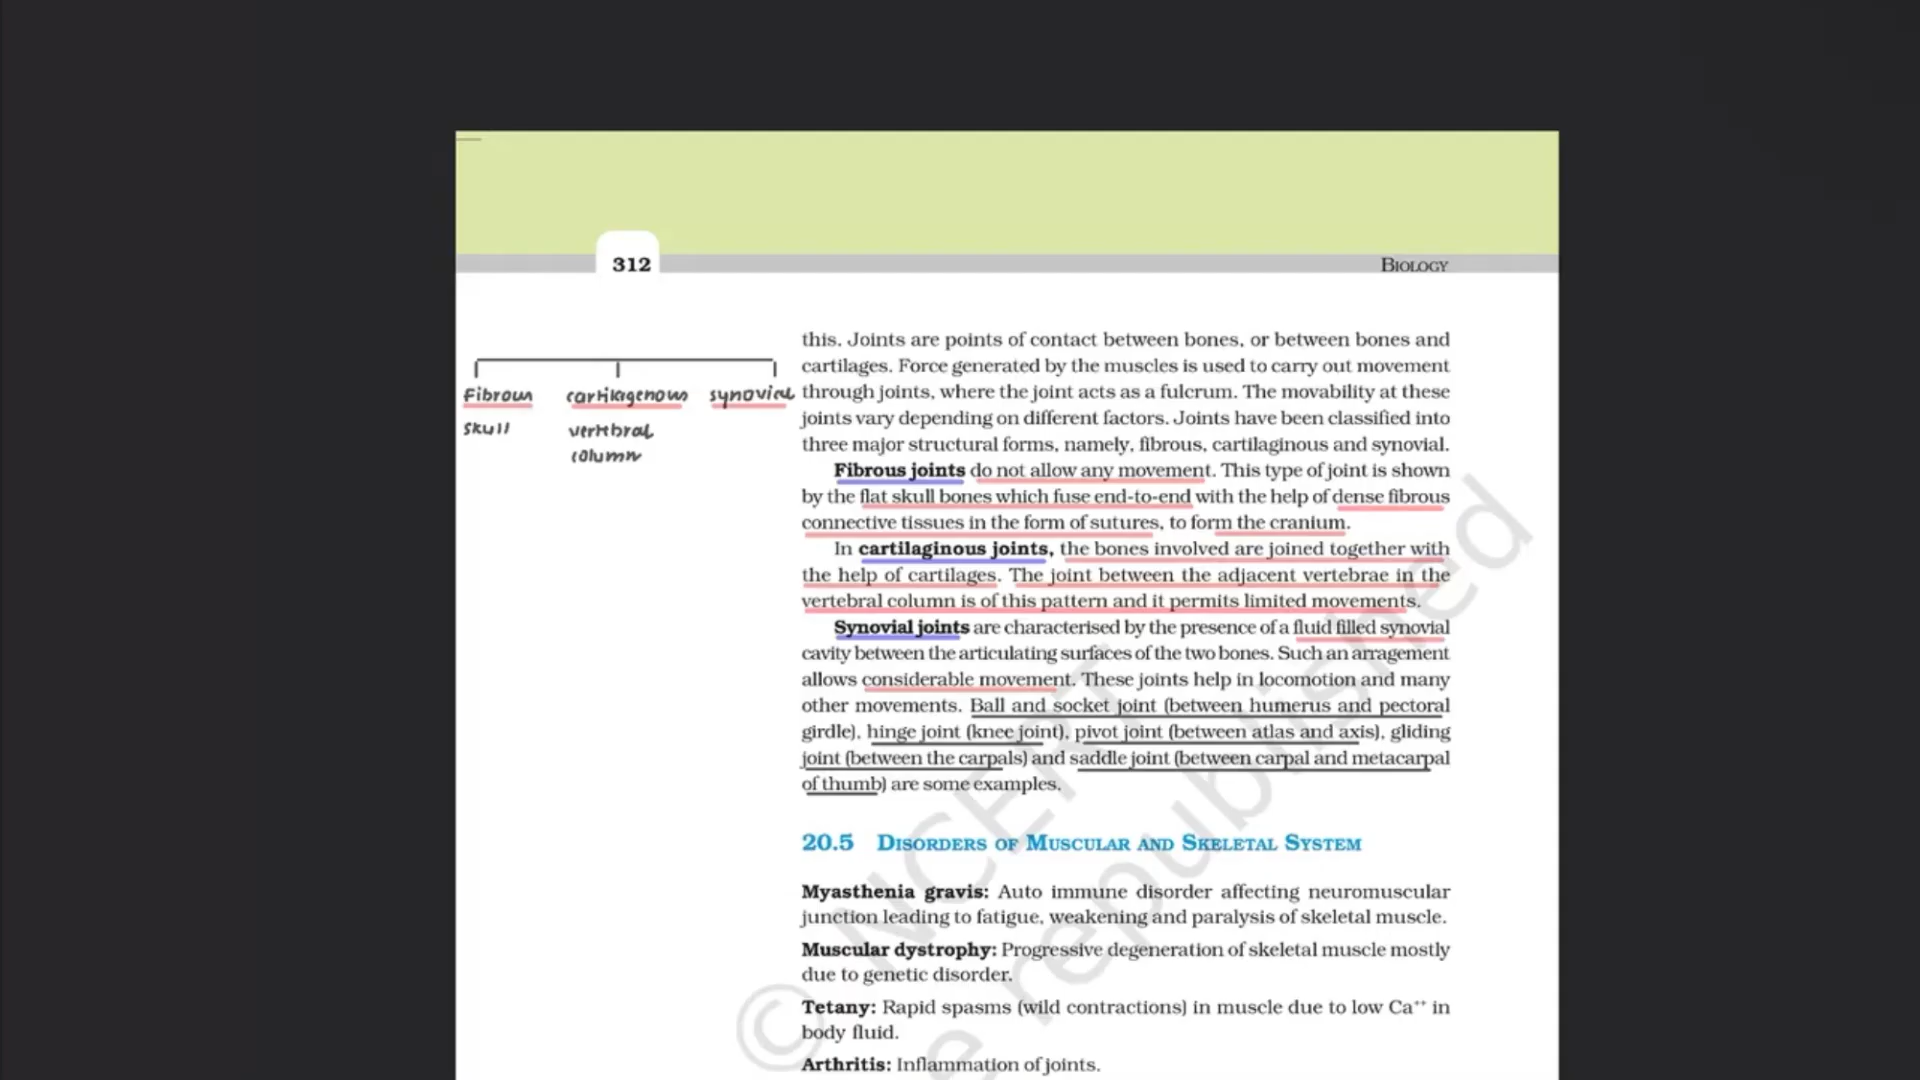 312
BIOLOGY
this. Joints are points of contact between bones, or between bones and
cartilages. Force generated by the muscles is used to carry out movement
through joints, where the joint acts as a fulcrum. The movability at these
joints vary depending on different factors. Joints have been classified into
three major structural forms, namely, fibrous, cartilaginous and synovial.
Fibrous cartilagenous synovial
skull vertebral
column
Fibrous joints do not allow any movement. This type of joint is shown
by the flat skull bones which fuse end-to-end with the help of dense fibrous
connective tissues in the form of sutures, to form the cranium.
In cartilaginous joints, the bones involved are joined together with
the help of cartilages. The joint between the adjacent vertebrae in the
vertebral column is of this pattern and it permits limited movements.
Synovial joints are characterised by the presence of a fluid filled synovial
cavity between the articulating surfaces of the two bones. Such an arragement
allows considerable movement. These joints help in locomotion and many
other movements. Ball and socket joint (between humerus and pectoral
girdle), hinge joint (knee joint), pivot joint (between atlas and axis), gliding
joint (between the carpals) and saddle joint (between carpal and metacarpal
of thumb) are some examples.
20.5 DISORDERS OF MUSCULAR AND SKELETAL SYSTEM
Myasthenia gravis: Auto immune disorder affecting neuromuscular
junction leading to fatigue, weakening and paralysis of skeletal muscle.
Muscular dystrophy: Progressive degeneration of skeletal muscle mostly
due to genetic disorder.
Tetany: Rapid spasms (wild contractions) in muscle due to low Ca++ in
body fluid.
Arthritis: Inflammation of joints.
© NCERT
republished